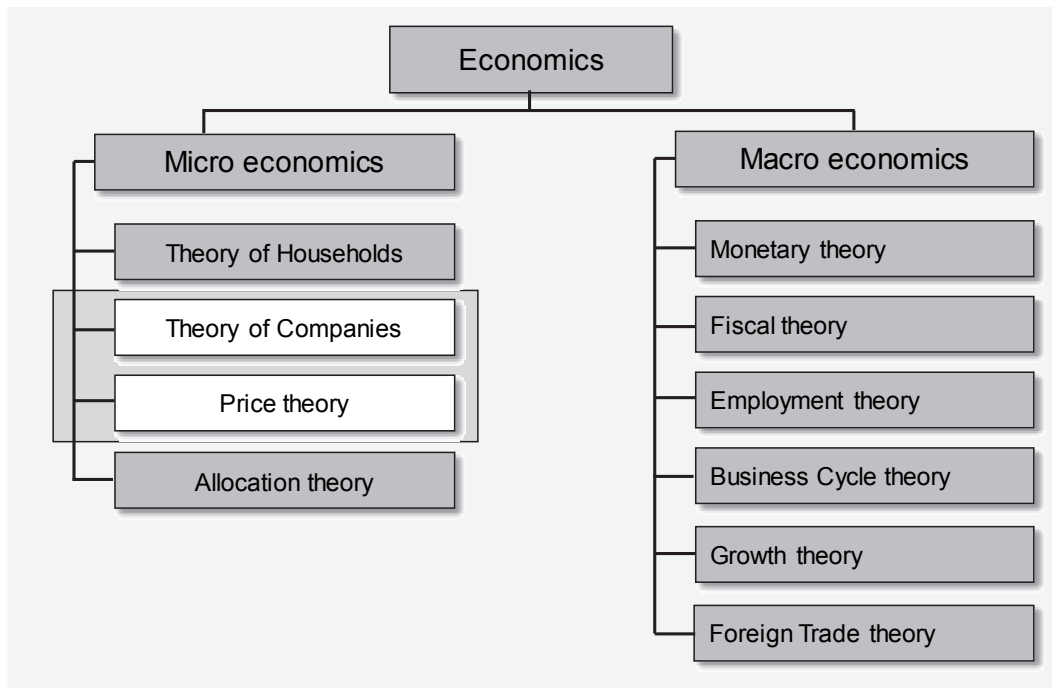 Economics
Micro economics
Theory of Households
Theory of Companies
Price theory
Allocation theory
Macro economics
Monetary theory
Fiscal theory
Employment theory
Business Cycle theory
Growth theory
Foreign Trade theory